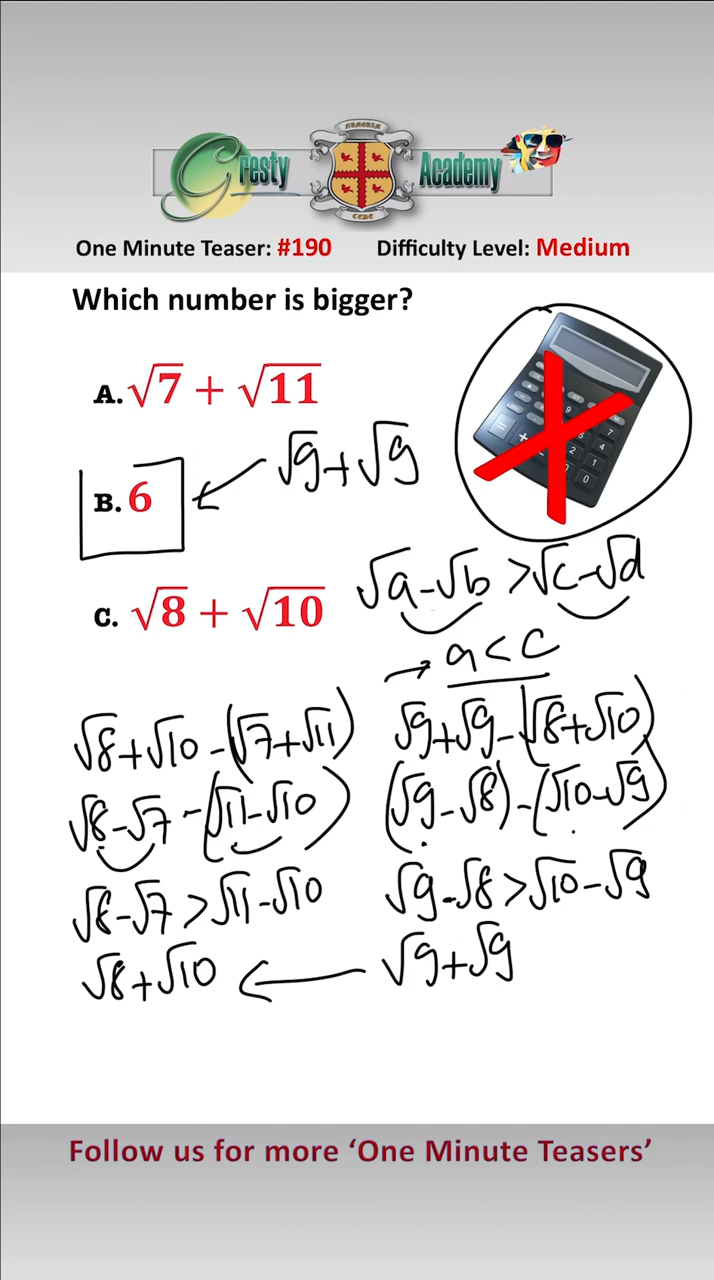 NUMORUM
Gresty Academy
CEDE
One Minute Teaser: #190 Difficulty Level: Medium
Which number is bigger?
A. √7 + √11
√9+√9
B. 6
√a-√b >√c-√d
C. √8 + √10
→ a < c
√8+√10 -(√7+√11)
√9+√9-(√8+√10)
√8-√7 -(√11-√10)
(√9-√8)-(√10-√9)
√8-√7 >√11-√10
√9-√8 >√10-√9
√8+√10 ← √9+√9
Follow us for more ‘One Minute Teasers’